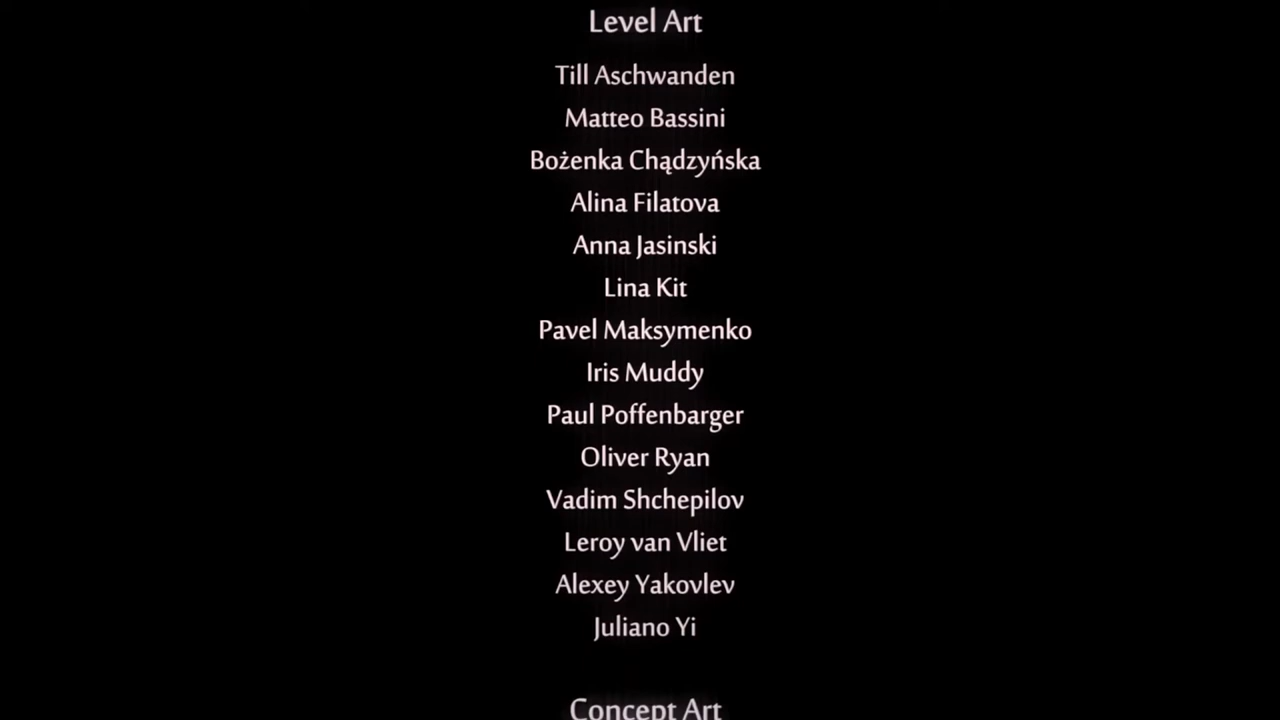 Level Art
Till Aschwanden
Matteo Bassini
Bożenka Chądzyńska
Alina Filatova
Anna Jasinski
Lina Kit
Pavel Maksymenko
Iris Muddy
Paul Poffenbarger
Oliver Ryan
Vadim Shchepilov
Leroy van Vliet
Alexey Yakovlev
Juliano Yi
Concept Art